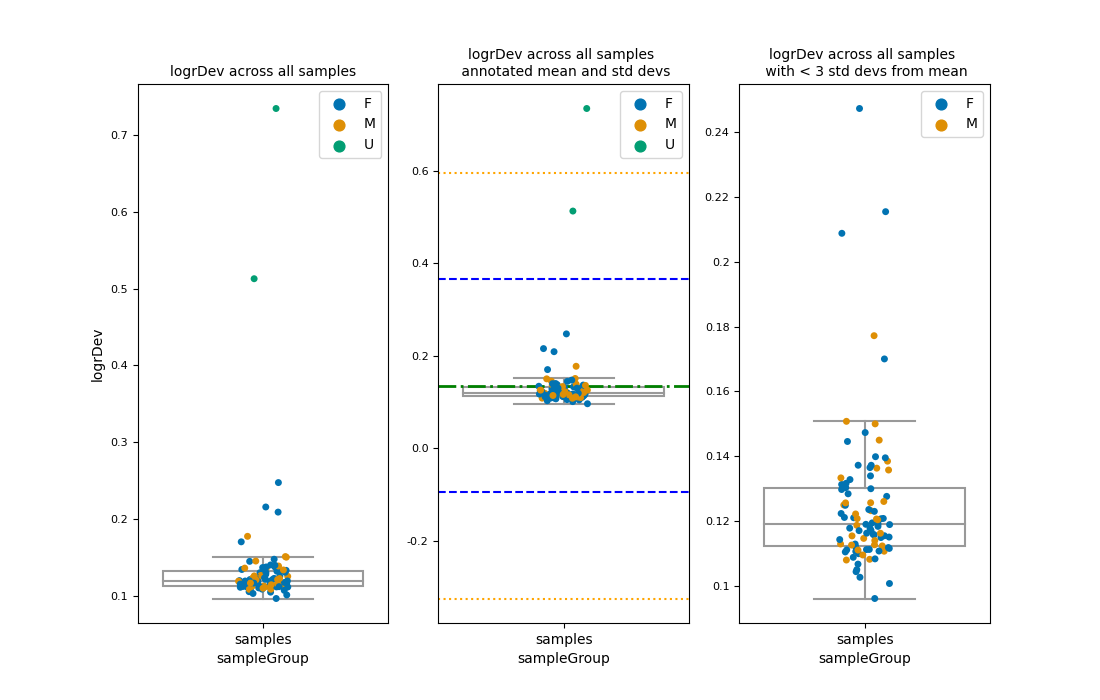 logrDev across all samples
logrDev
0.7
0.6
0.5
0.4
0.3
0.2
0.1
F
M
U
samples
sampleGroup
logrDev across all samples
annotated mean and std devs
0.6
0.4
0.2
0.0
-0.2
F
M
U
samples
sampleGroup
logrDev across all samples
with < 3 std devs from mean
0.24
0.22
0.2
0.18
0.16
0.14
0.12
0.1
F
M
samples
sampleGroup